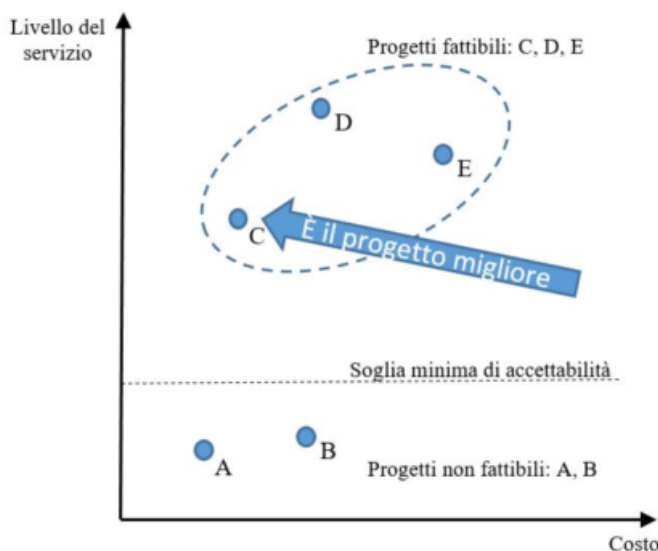 Livello del
servizio
Progetti fattibili: C, D, E
D
E
C
È il progetto migliore
Soglia minima di accettabilità
A
B
Progetti non fattibili: A, B
Costo